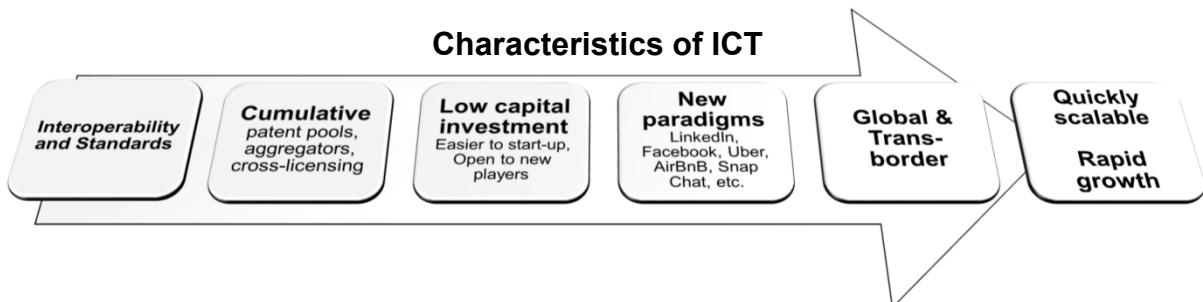 Characteristics of ICT
Interoperability
and Standards
Cumulative
patent pools,
aggregators,
cross-licensing
Low capital
investment
Easier to start-up,
Open to new
players
New
paradigms
LinkedIn,
Facebook, Uber,
AirBnB, Snap
Chat, etc.
Global &
Trans-
border
Quickly
scalable
Rapid
growth